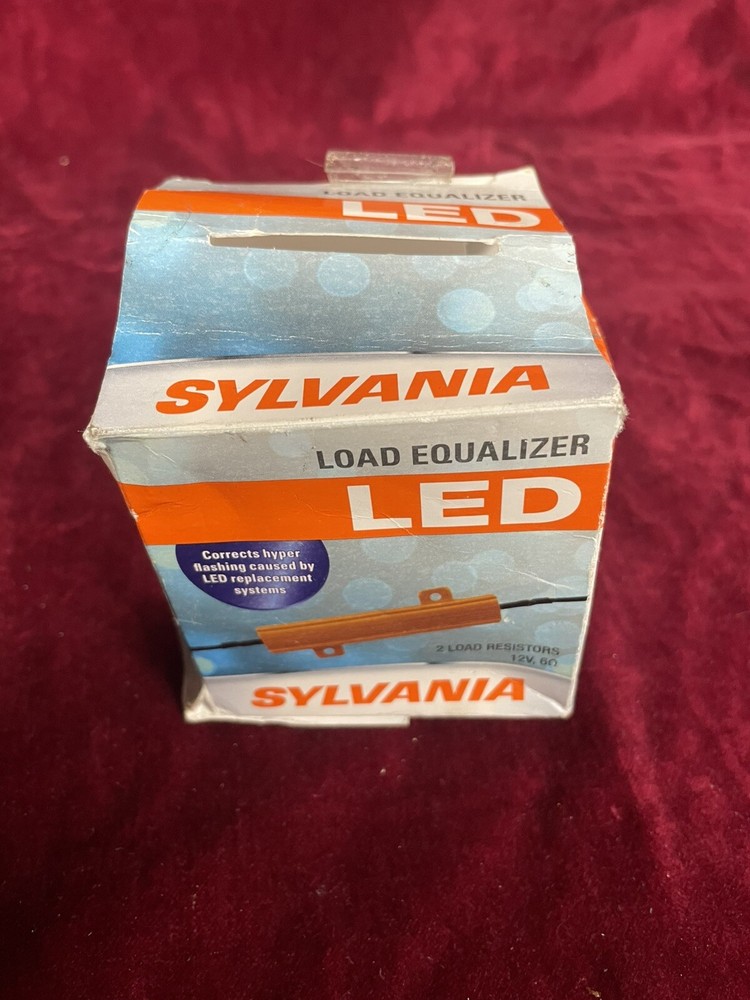 LOAD EQUALIZER
LED
SYLVANIA
LOAD EQUALIZER
LED
Corrects hyper
flashing caused by
LED replacement
systems
2 LOAD RESISTORS
12V, 6Ω
SYLVANIA